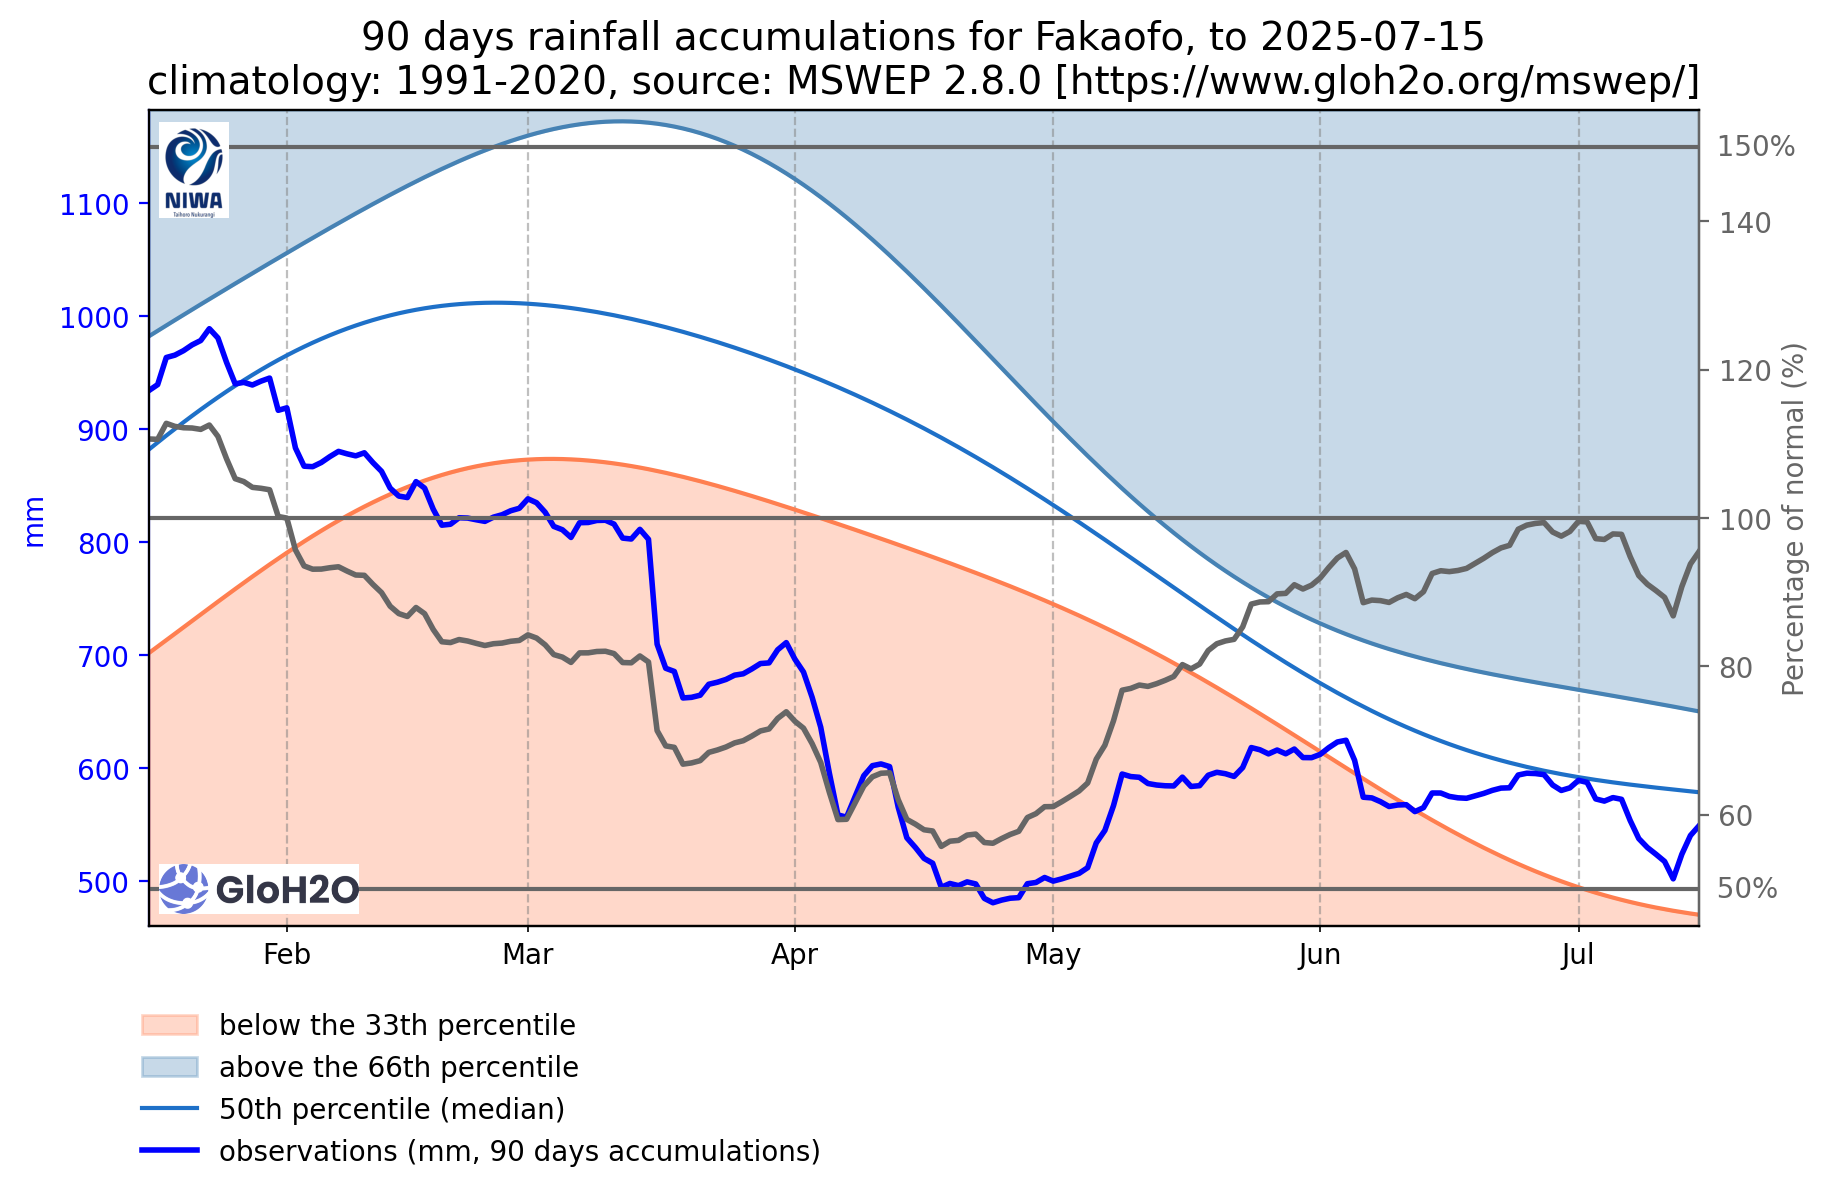 90 days rainfall accumulations for Fakaofo, to 2025-07-15
climatology: 1991-2020, source: MSWEP 2.8.0 [https://www.gloh2o.org/mswep/]
NIWA
Taihoro Nukurangi
mm
1100
1000
900
800
700
600
500
150%
140
120
100
80
60
50%
Percentage of normal (%)
GloH2O
Feb
Mar
Apr
May
Jun
Jul
below the 33th percentile
above the 66th percentile
50th percentile (median)
observations (mm, 90 days accumulations)